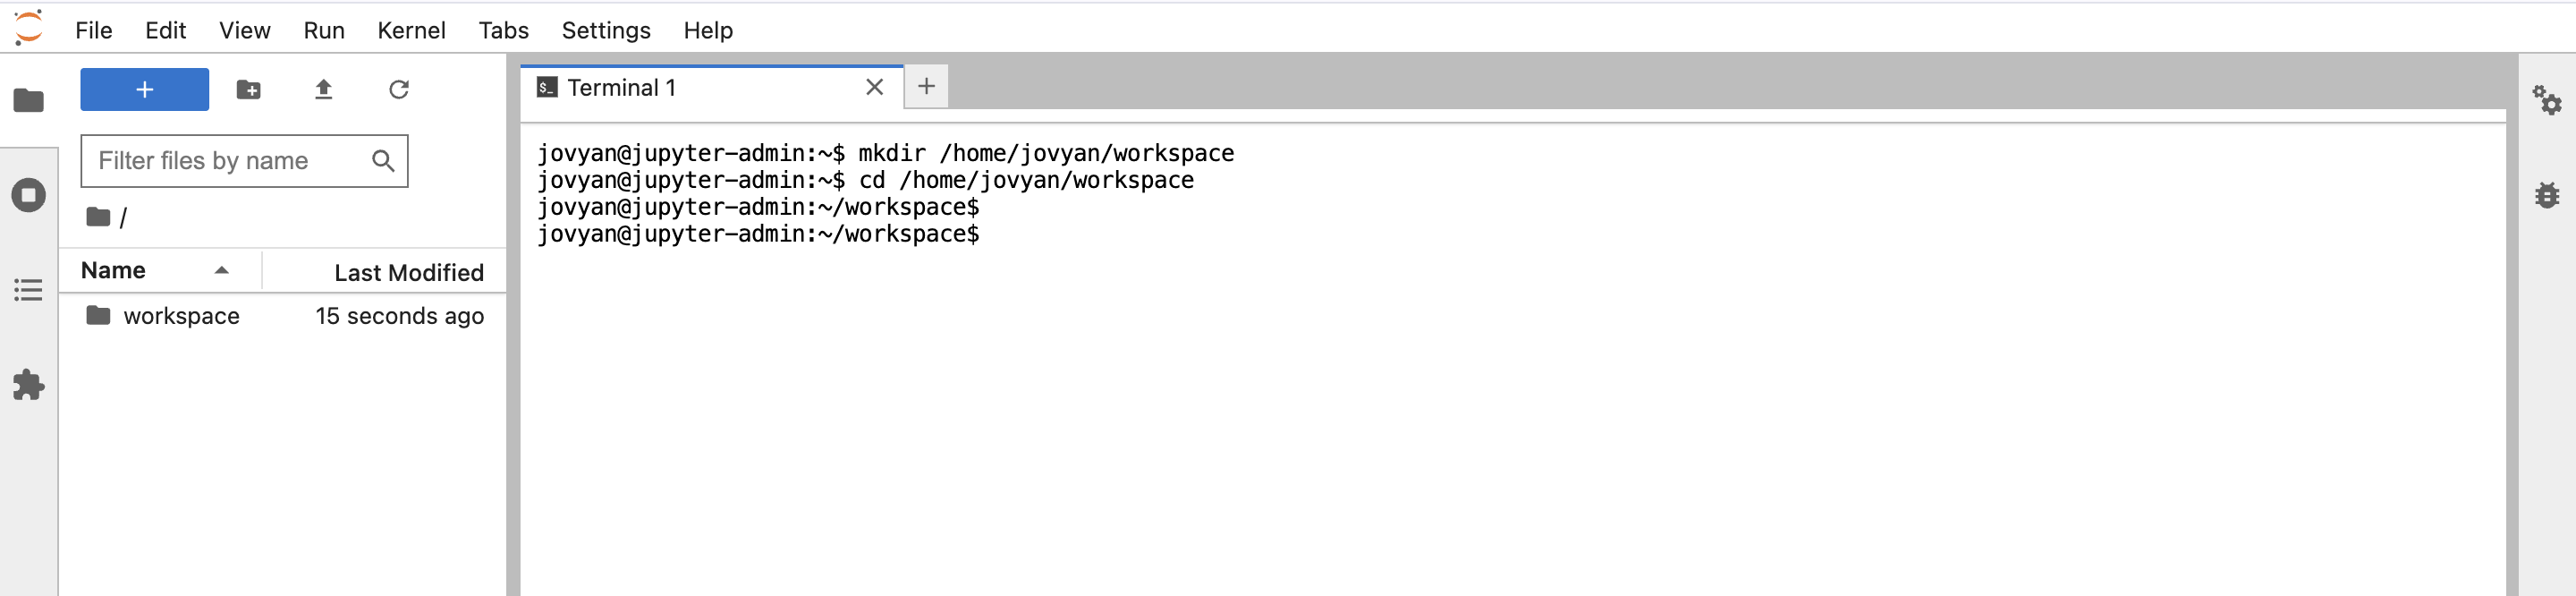 File Edit View Run Kernel Tabs Settings Help
+
Filter files by name
/
Name Last Modified
workspace 15 seconds ago
$_ Terminal 1 +
jovyan@jupyter-admin:~$ mkdir /home/jovyan/workspace
jovyan@jupyter-admin:~$ cd /home/jovyan/workspace
jovyan@jupyter-admin:~/workspace$
jovyan@jupyter-admin:~/workspace$